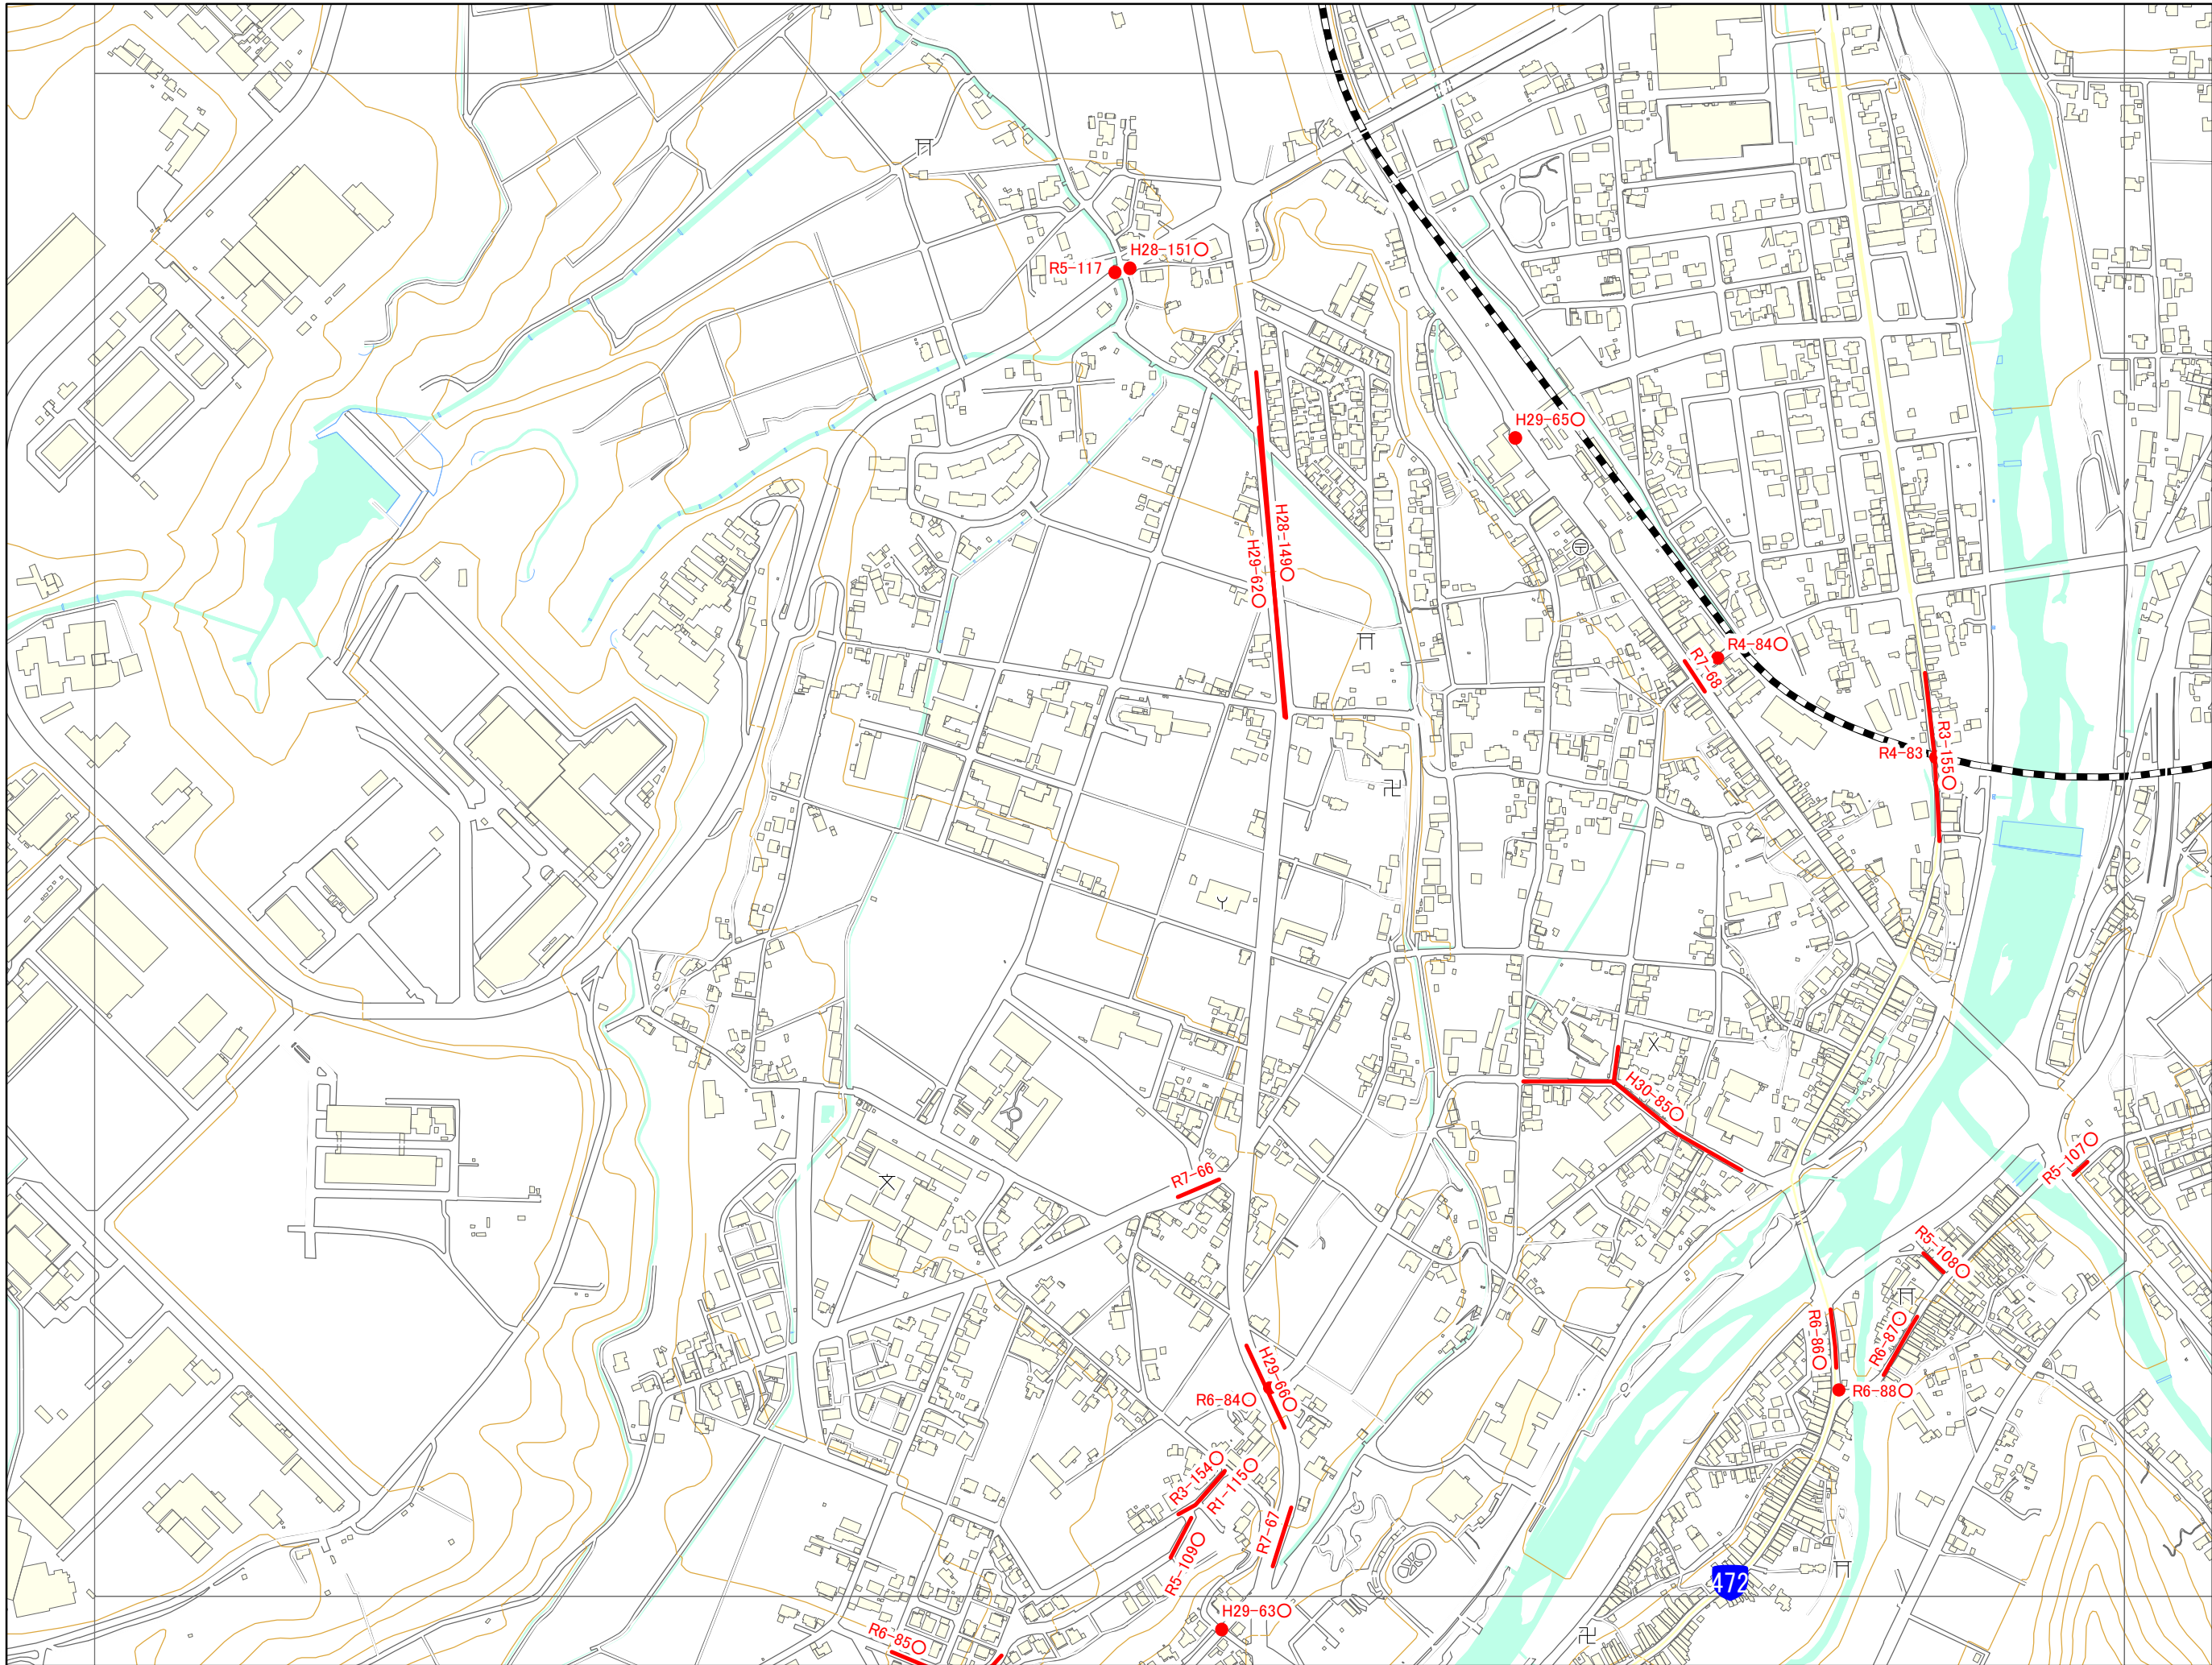 H28-151○
R5-117
H29-65○
H28-149○
H29-62○
R4-84○
R7-68
R3-155○
R4-83
H30-85○
R5-107○
R7-66
R5-108○
R6-86○
R6-87○
R6-88○
H29-66○
R6-84○
R3-154○
R1-115○
R7-67
R5-109○
472
H29-63○
R6-85○